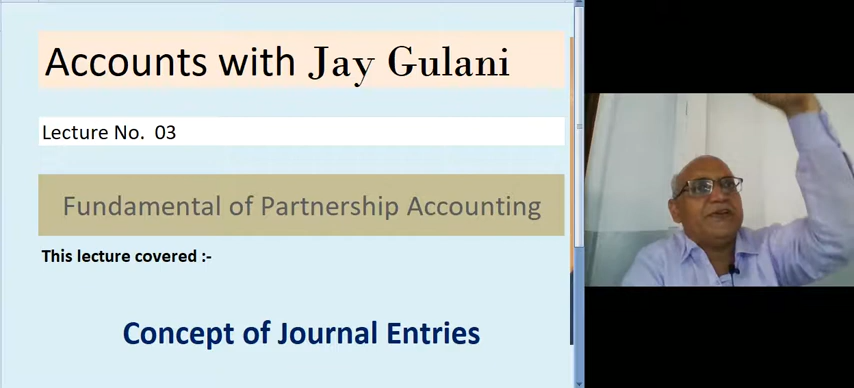 Accounts with Jay Gulani
Lecture No. 03
Fundamental of Partnership Accounting
This lecture covered :-
Concept of Journal Entries